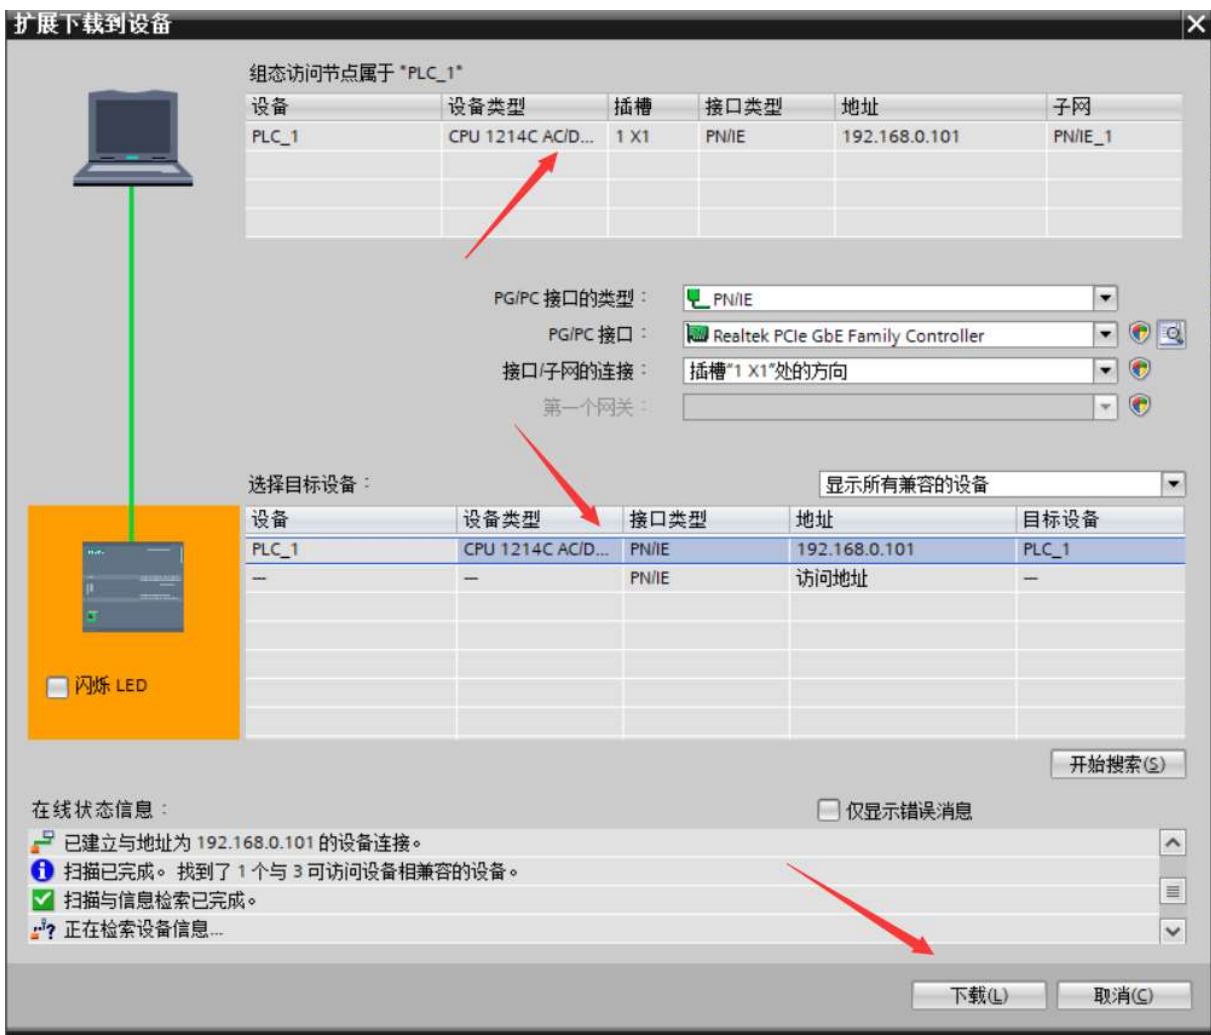 扩展下载到设备
组态访问节点属于 "PLC_1"
设备 设备类型 插槽 接口类型 地址 子网
PLC_1 CPU 1214C AC/D... 1 X1 PN/IE 192.168.0.101 PN/IE_1
PG/PC 接口的类型： PN/IE
PG/PC 接口： Realtek PCIe GbE Family Controller
接口/子网的连接： 插槽"1 X1"处的方向
第一个网关：
选择目标设备： 显示所有兼容的设备
设备 设备类型 接口类型 地址 目标设备
PLC_1 CPU 1214C AC/D... PN/IE 192.168.0.101 PLC_1
— — PN/IE 访问地址 —
闪烁 LED
开始搜索(S)
在线状态信息： 仅显示错误消息
已建立与地址为 192.168.0.101 的设备连接。
扫描已完成。找到了 1 个与 3 可访问设备相兼容的设备。
扫描与信息检索已完成。
正在检索设备信息...
下载(L) 取消(C)